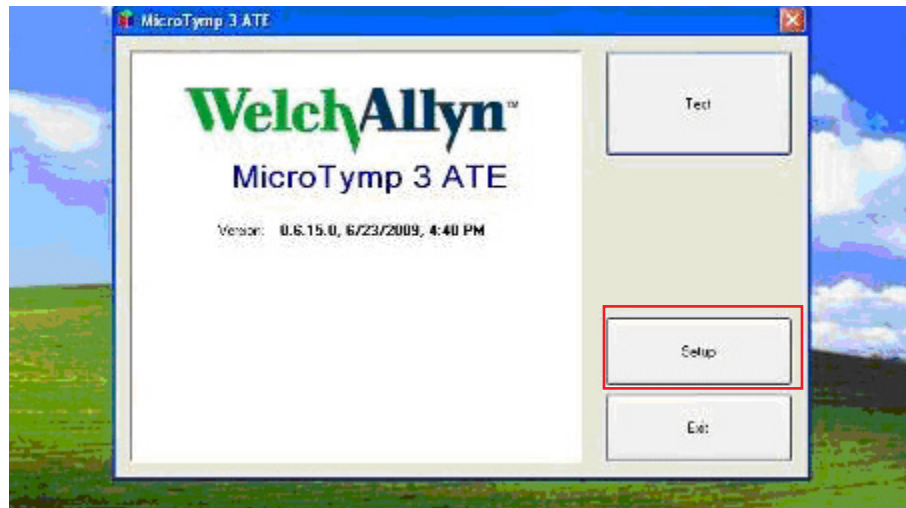 MicroTymp 3 ATE
WelchAllyn™
MicroTymp 3 ATE
Version: 0.6.15.0, 6/23/2009, 4:40 PM
Test
Setup
Exit